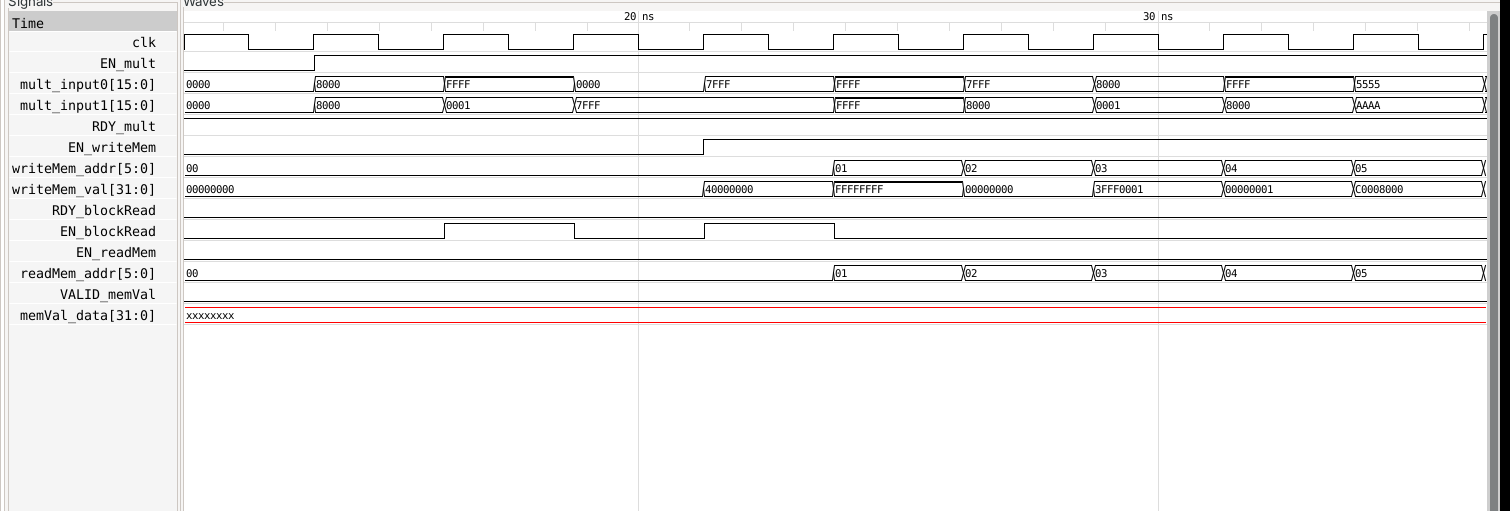 Signals Waves
Time 20 ns 30 ns
clk
EN_mult
mult_input0[15:0] 0000 8000 FFFF 0000 7FFF FFFF 7FFF 8000 FFFF 5555
mult_input1[15:0] 0000 8000 0001 7FFF FFFF 8000 0001 8000 AAAA
RDY_mult
EN_writeMem
writeMem_addr[5:0] 00 01 02 03 04 05
writeMem_val[31:0] 00000000 40000000 FFFFFFFF 00000000 3FFF0001 00000001 C0008000
RDY_blockRead
EN_blockRead
EN_readMem
readMem_addr[5:0] 00 01 02 03 04 05
VALID_memVal
memVal_data[31:0] xxxxxxxx